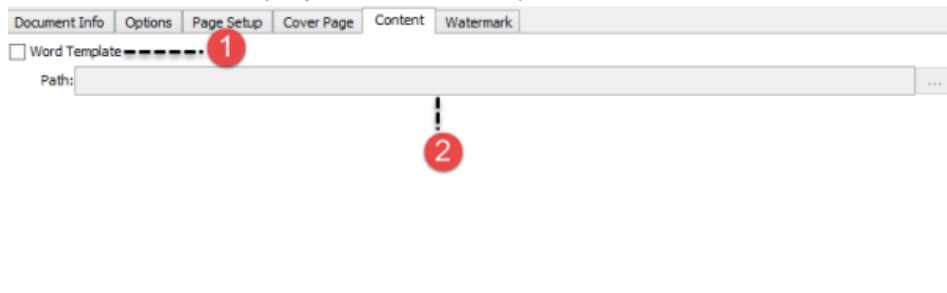 Document Info Options Page Setup Cover Page Content Watermark
Word Template 1
Path: ...
2